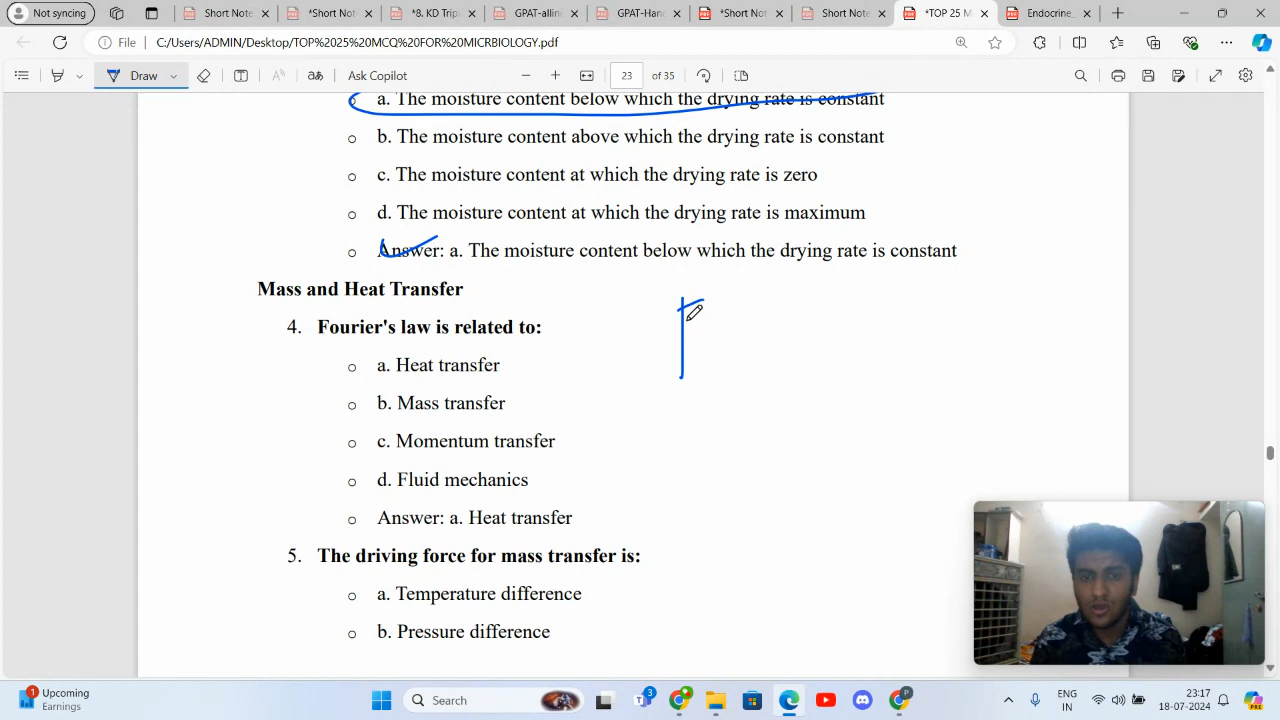 Not syncing
Short Note
*Short Not
*8. KD Trip
GPAT-allin
GPAT-Han
*Short Not
Short Note
*TOP 25 M
Endocrine_
File C:/Users/ADMIN/Desktop/TOP%2025%20MCQ%20FOR%20MICRBIOLOGY.pdf
Draw Ask Copilot 23 of 35
a. The moisture content below which the drying rate is constant
b. The moisture content above which the drying rate is constant
c. The moisture content at which the drying rate is zero
d. The moisture content at which the drying rate is maximum
Answer: a. The moisture content below which the drying rate is constant
Mass and Heat Transfer
4. Fourier's law is related to:
a. Heat transfer
b. Mass transfer
c. Momentum transfer
d. Fluid mechanics
Answer: a. Heat transfer
5. The driving force for mass transfer is:
a. Temperature difference
b. Pressure difference
1 Upcoming
Earnings
Search
3
P
ENG
IN
23:17
18-07-2024
PRE